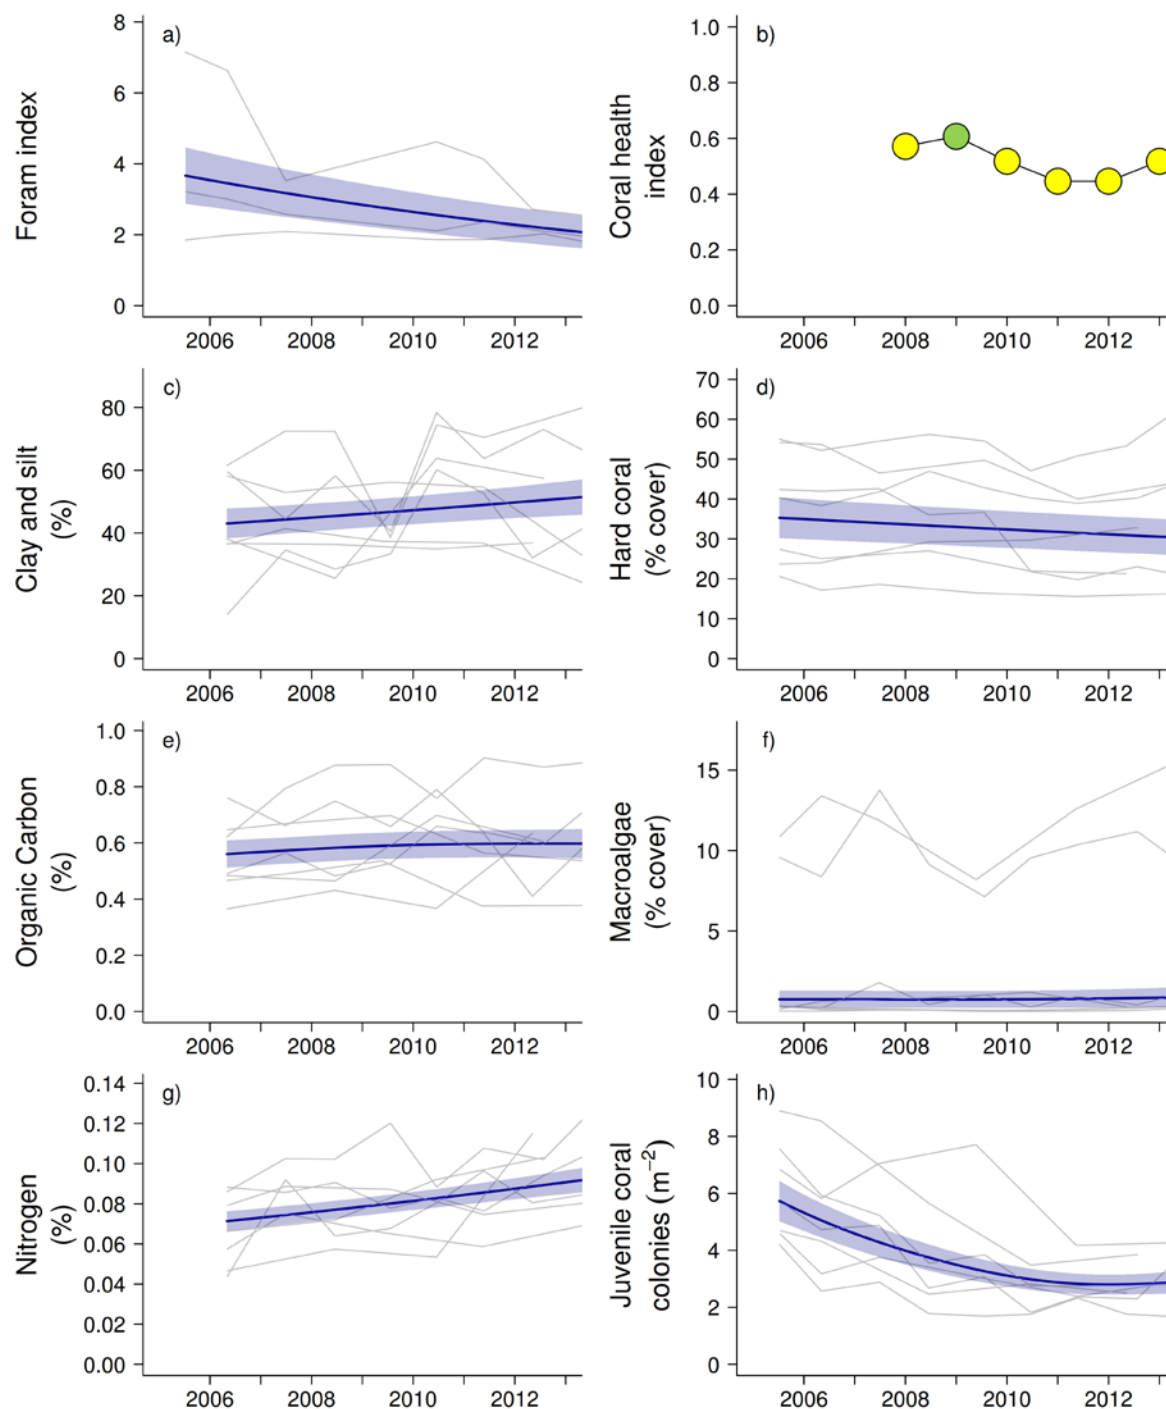 a)
Foram index
8
6
4
2
0
2006 2008 2010 2012
b)
Coral health
index
1.0
0.8
0.6
0.4
0.2
0.0
2006 2008 2010 2012
c)
Clay and silt
(%)
80
60
40
20
0
2006 2008 2010 2012
d)
Hard coral
(% cover)
70
60
50
40
30
20
10
0
2006 2008 2010 2012
e)
Organic Carbon
(%)
1.0
0.8
0.6
0.4
0.2
0.0
2006 2008 2010 2012
f)
Macroalgae
(% cover)
15
10
5
0
2006 2008 2010 2012
g)
Nitrogen
(%)
0.14
0.12
0.10
0.08
0.06
0.04
0.02
0.00
2006 2008 2010 2012
h)
Juvenile coral
colonies (m⁻²)
10
8
6
4
2
0
2006 2008 2010 2012